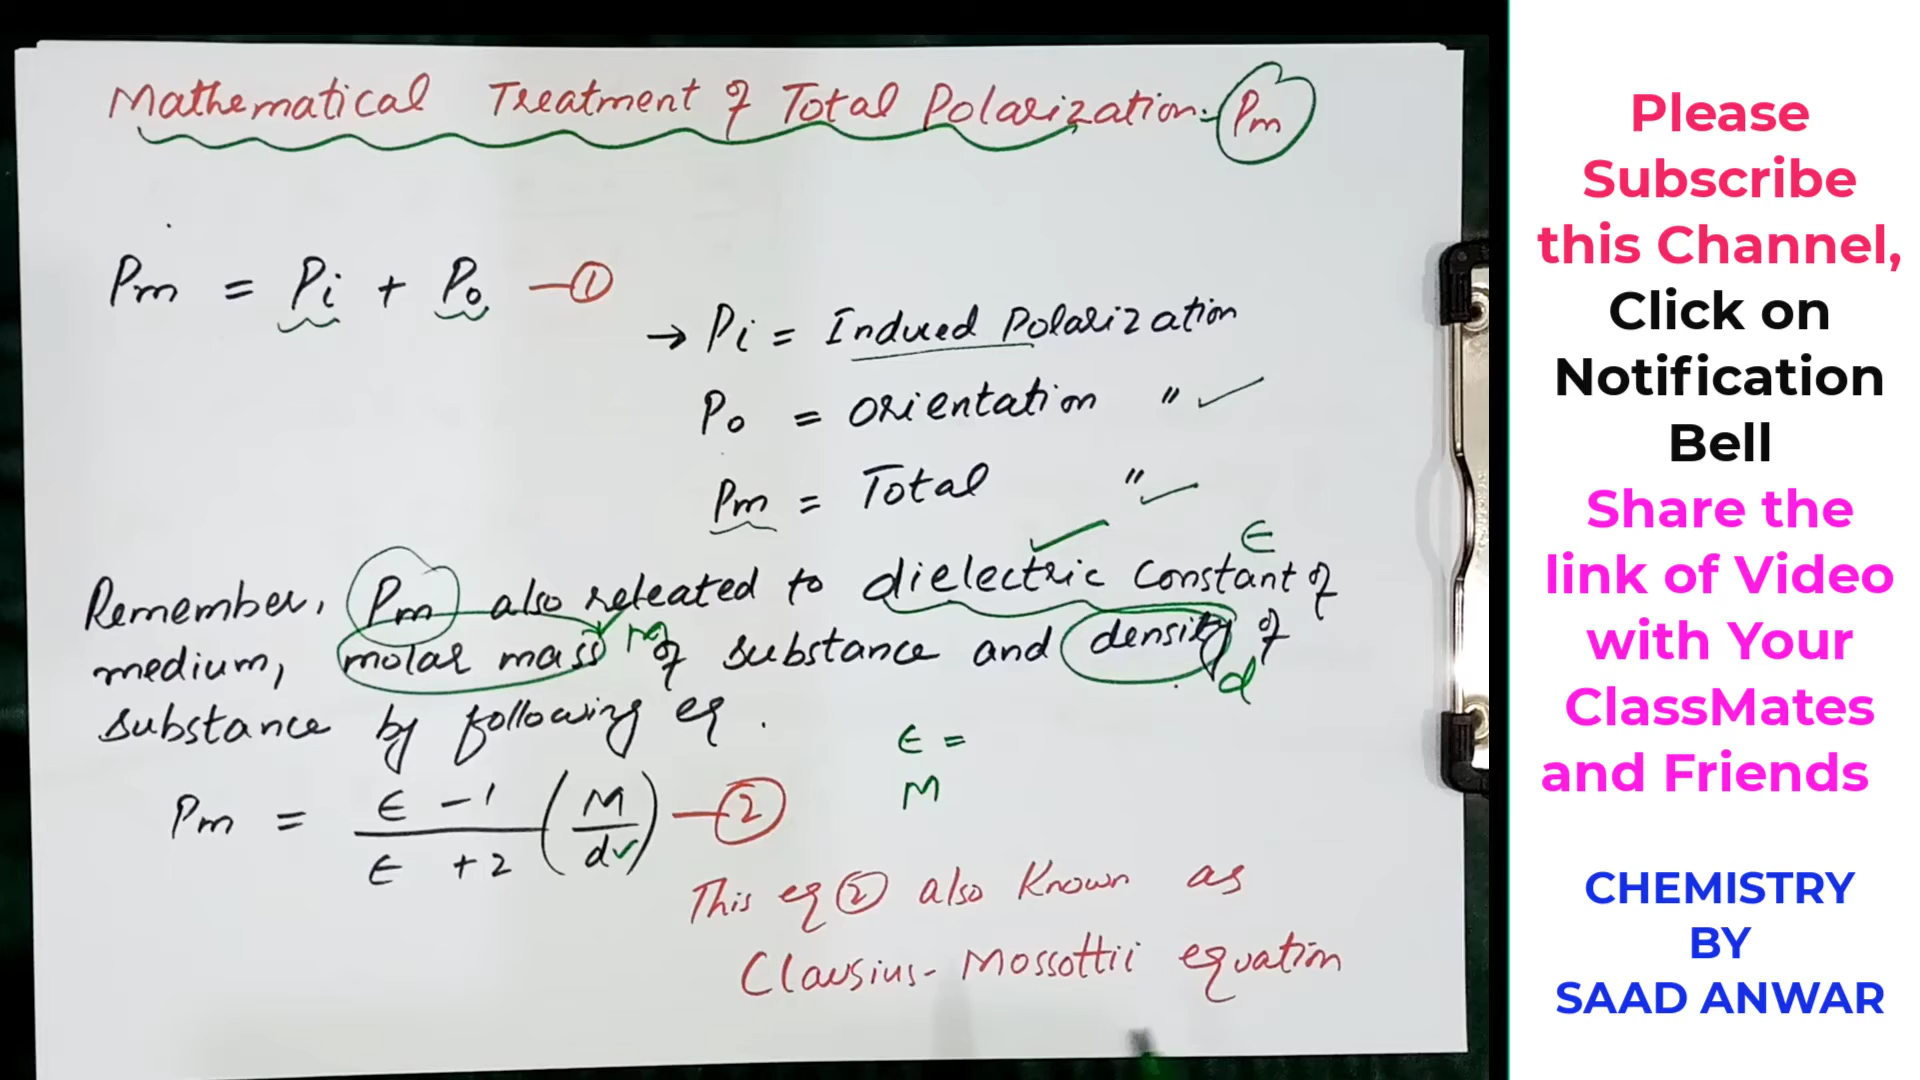 Mathematical Treatment of Total Polarization:- Pm
Pm = Pi + Po —①
→ Pi = Indued Polarization
Po = orientation " ✓
Pm = Total " ✓
ϵ
Remember, Pm also releated to dielectric constant of
medium, molar mass M of substance and density of
d
substance by following eq.
ϵ =
M
Pm = ϵ - 1 / ϵ + 2 (M / d) —②
This eq ② also known as
Clausius- Mossottii equation
Please
Subscribe
this Channel,
Click on
Notification
Bell
Share the
link of Video
with Your
ClassMates
and Friends
CHEMISTRY
BY
SAAD ANWAR